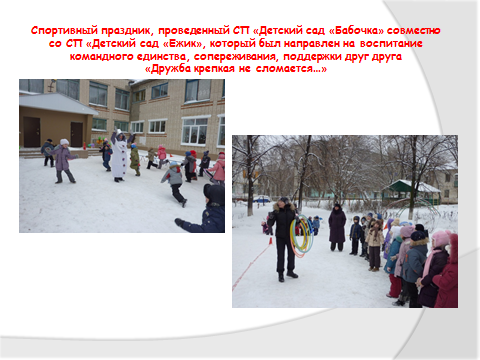 Спортивный праздник, проведенный СП «Детский сад «Бабочка» совместно
со СП «Детский сад «Ежик», который был направлен на воспитание
командного единства, сопереживания, поддержки друг друга
«Дружба крепкая не сломается…»